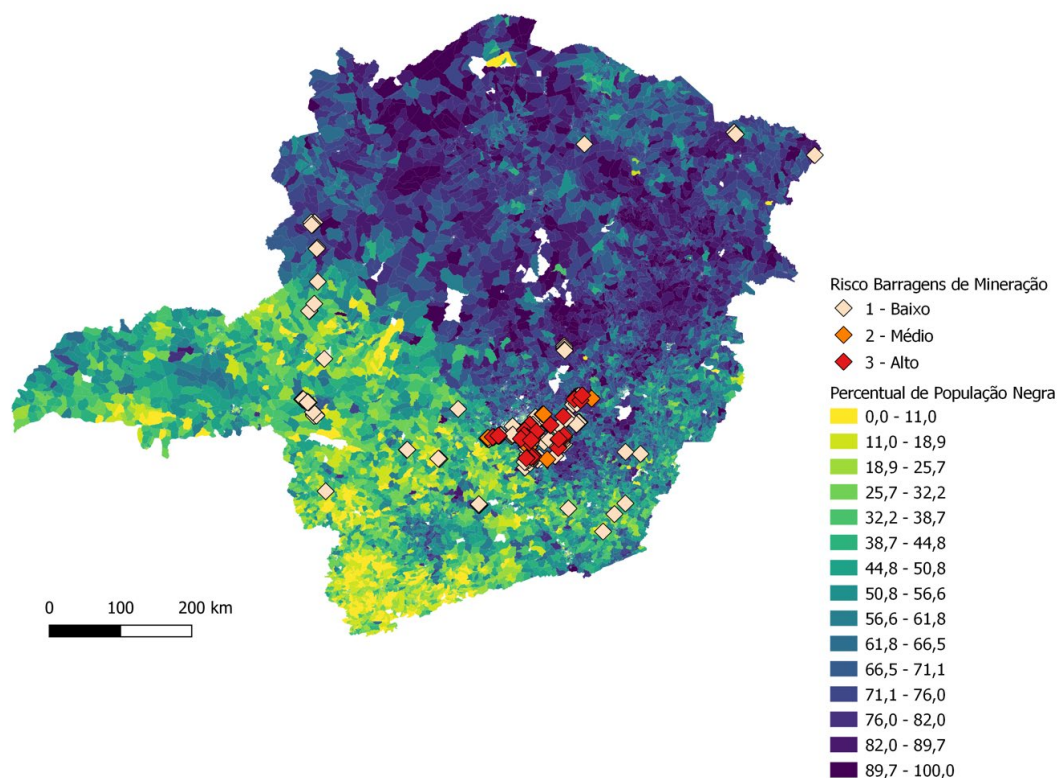 Risco Barragens de Mineração
1 - Baixo
2 - Médio
3 - Alto
Percentual de População Negra
0,0 - 11,0
11,0 - 18,9
18,9 - 25,7
25,7 - 32,2
32,2 - 38,7
38,7 - 44,8
44,8 - 50,8
50,8 - 56,6
56,6 - 61,8
61,8 - 66,5
66,5 - 71,1
71,1 - 76,0
76,0 - 82,0
82,0 - 89,7
89,7 - 100,0
0 100 200 km